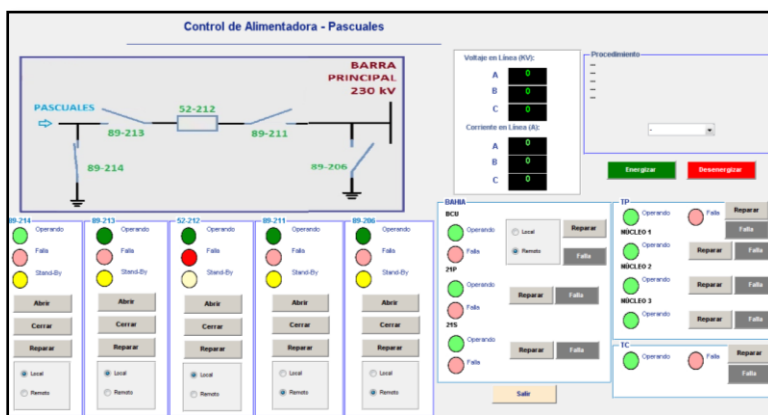 Control de Alimentadora - Pascuales
BARRA
PRINCIPAL
230 kV
PASCUALES
52-212
89-213
89-211
89-214
89-206
Voltaje en Línea (KV):
A 0
B 0
C 0
Corriente en Línea (A):
A 0
B 0
C 0
Procedimiento
-
-
-
-
-
-
Energizar
Desenergizar
89-214
Operando
Falla
Stand-By
Abrir
Cerrar
Reparar
Local
Remoto
89-213
Operando
Falla
Stand-By
Abrir
Cerrar
Reparar
Local
Remoto
52-212
Operando
Falla
Stand-By
Abrir
Cerrar
Reparar
Local
Remoto
89-211
Operando
Falla
Stand-By
Abrir
Cerrar
Reparar
Local
Remoto
89-206
Operando
Falla
Stand-By
Abrir
Cerrar
Reparar
Local
Remoto
BAHIA
BCU
Operando
Falla
Local
Remoto
Reparar
Falla
21P
Operando
Falla
Reparar
Falla
21S
Operando
Falla
Reparar
Falla
Salir
TP
Operando
Falla
Reparar
Falla
NÚCLEO 1
Operando
Reparar
Falla
NÚCLEO 2
Operando
Reparar
Falla
NÚCLEO 3
Operando
Reparar
Falla
TC
Operando
Falla
Reparar
Falla